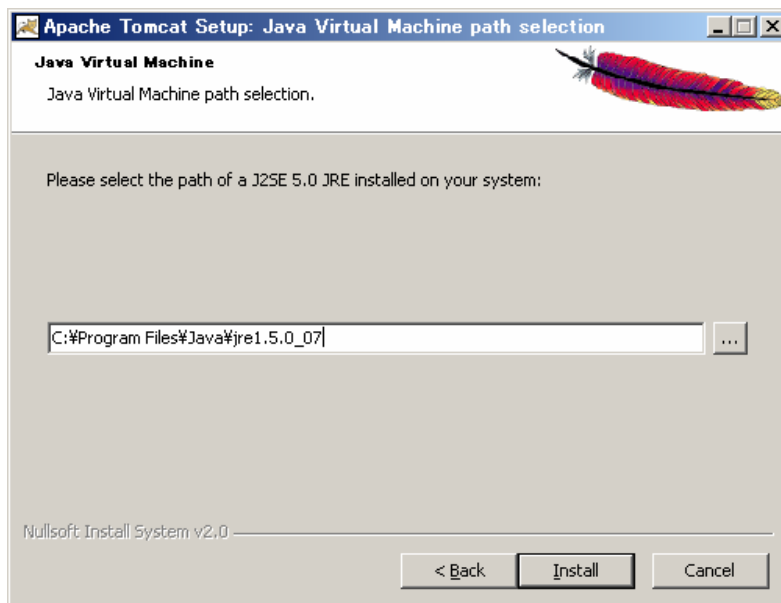 Apache Tomcat Setup: Java Virtual Machine path selection
Java Virtual Machine
Java Virtual Machine path selection.
Please select the path of a J2SE 5.0 JRE installed on your system:
C:¥Program Files¥Java¥jre1.5.0_07
...
Nullsoft Install System v2.0
< Back
Install
Cancel